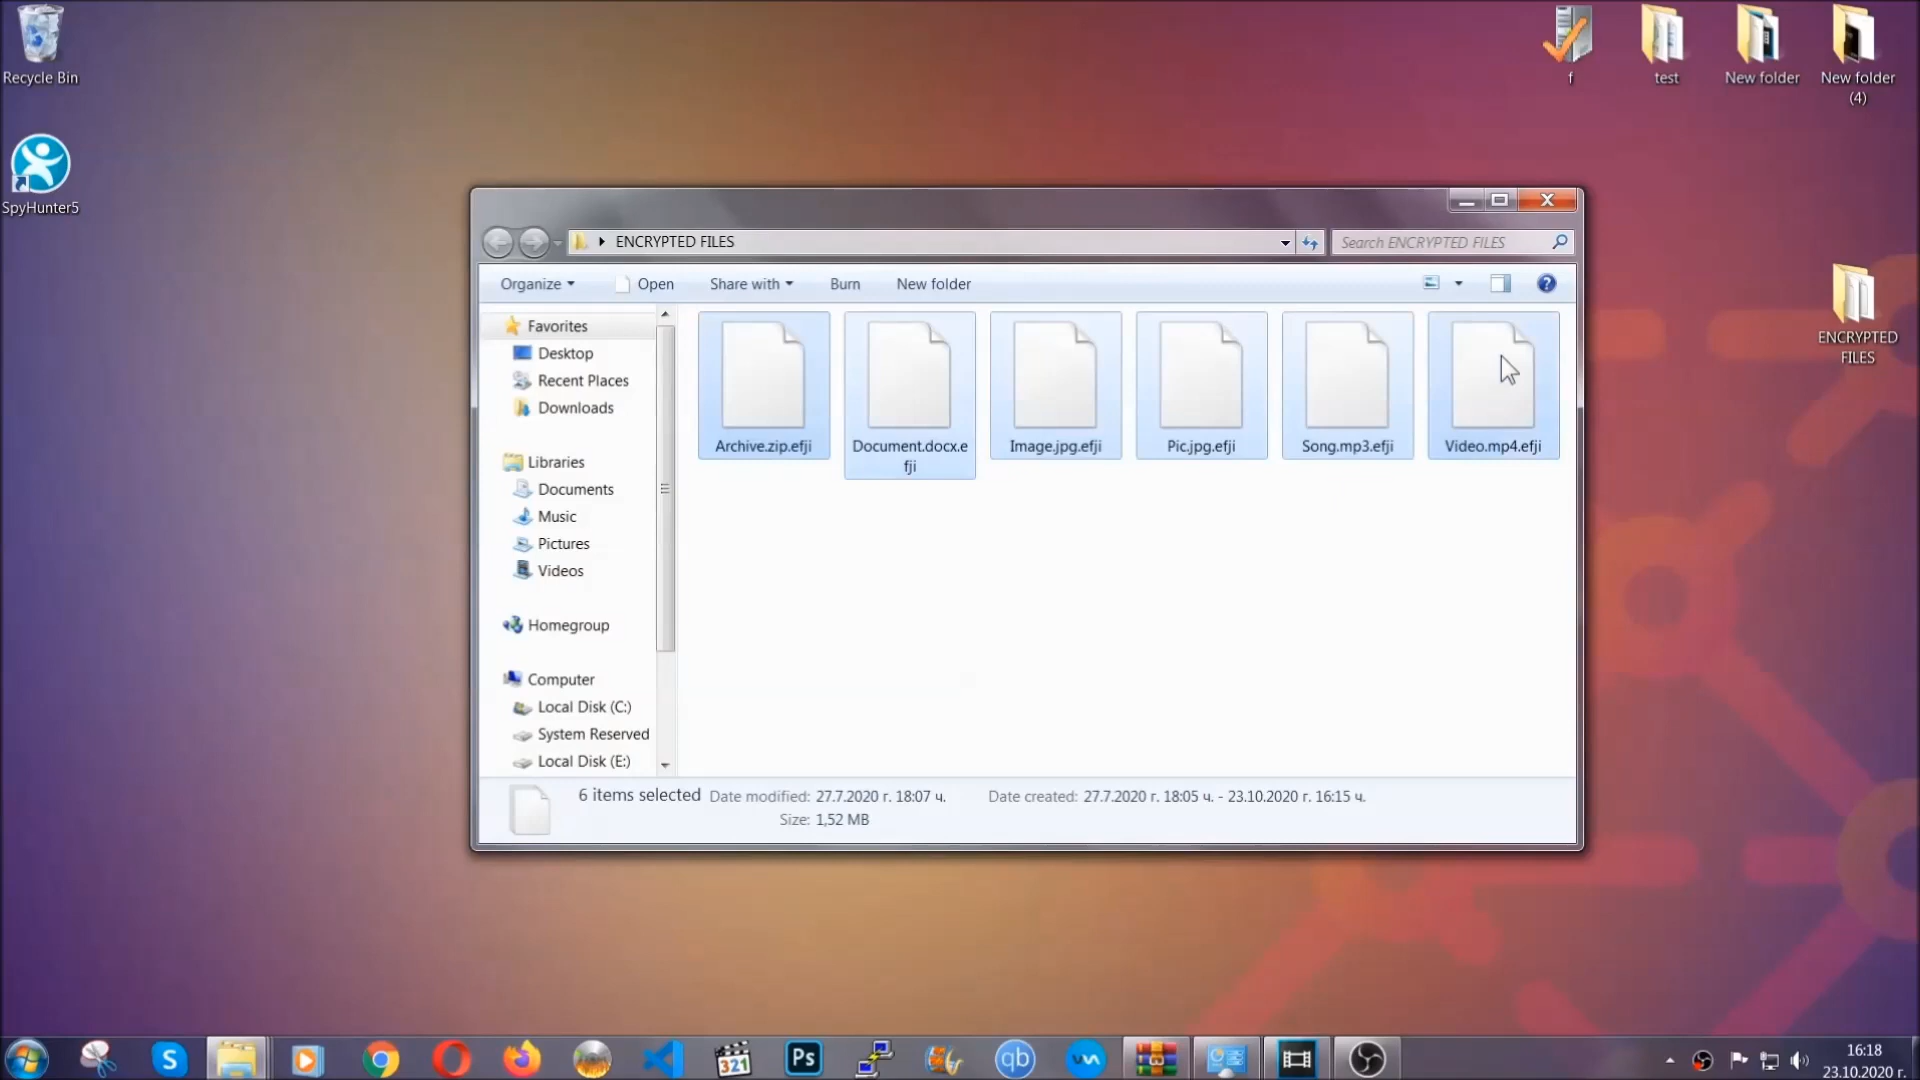 Recycle Bin
SpyHunter5
f
test
New folder
New folder
(4)
ENCRYPTED
FILES
ENCRYPTED FILES
Search ENCRYPTED FILES
Organize
Open
Share with
Burn
New folder
Favorites
Desktop
Recent Places
Downloads
Libraries
Documents
Music
Pictures
Videos
Homegroup
Computer
Local Disk (C:)
System Reserved
Local Disk (E:)
Archive.zip.efji
Document.docx.e
fji
Image.jpg.efji
Pic.jpg.efji
Song.mp3.efji
Video.mp4.efji
6 items selected Date modified: 27.7.2020 г. 18:07 ч. Date created: 27.7.2020 г. 18:05 ч. - 23.10.2020 г. 16:15 ч.
Size: 1,52 MB
S
321
Ps
qb
16:18
23.10.2020 г.